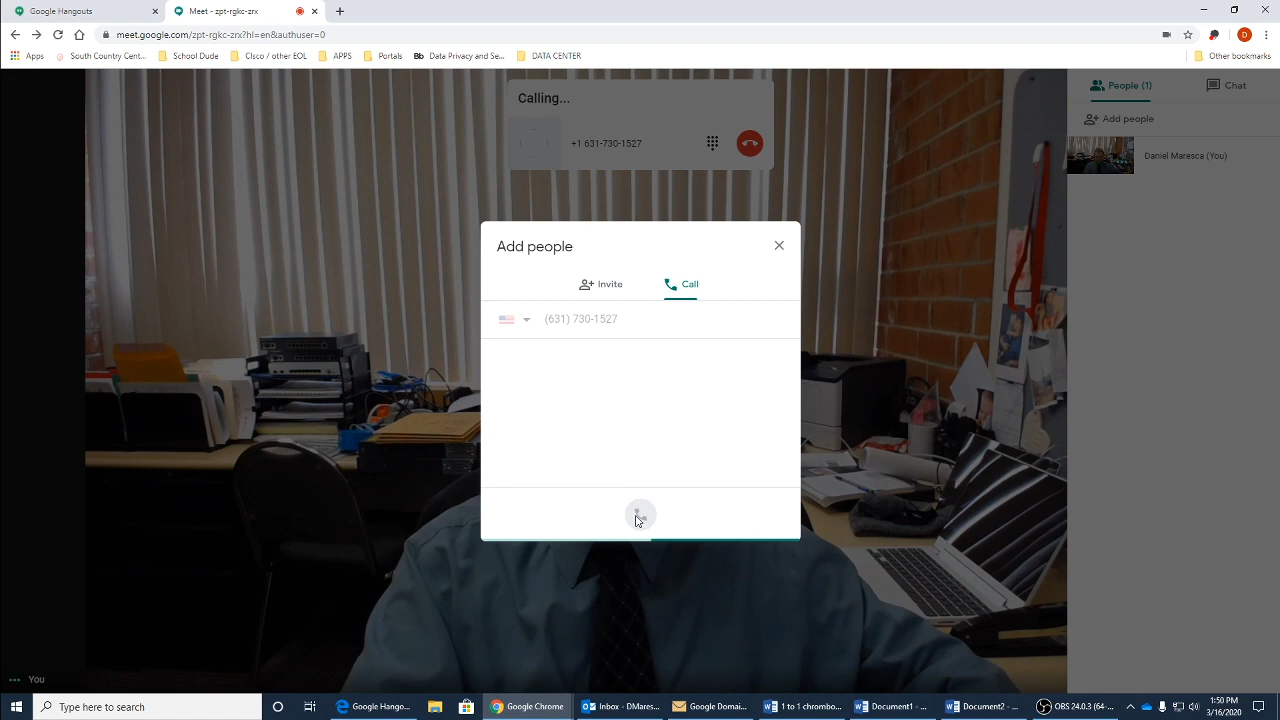 Google Hangouts
Meet - zpt-rgkc-zrx
meet.google.com/zpt-rgkc-zrx?hl=en&authuser=0
D
Apps
South Country Cent...
School Dude
Cisco / other EOL
APPS
Portals
Bb Data Privacy and Se...
DATA CENTER
Other bookmarks
Calling...
+1 631-730-1527
People (1)
Chat
Add people
Daniel Maresca (You)
Add people
Invite
Call
(631) 730-1527
You
Type here to search
Google Hango...
Google Chrome
Inbox - DMares...
Google Domai...
1 to 1 chrombo...
Document1 - ...
Document2 - ...
OBS 24.0.3 (64-...
1:50 PM
3/16/2020